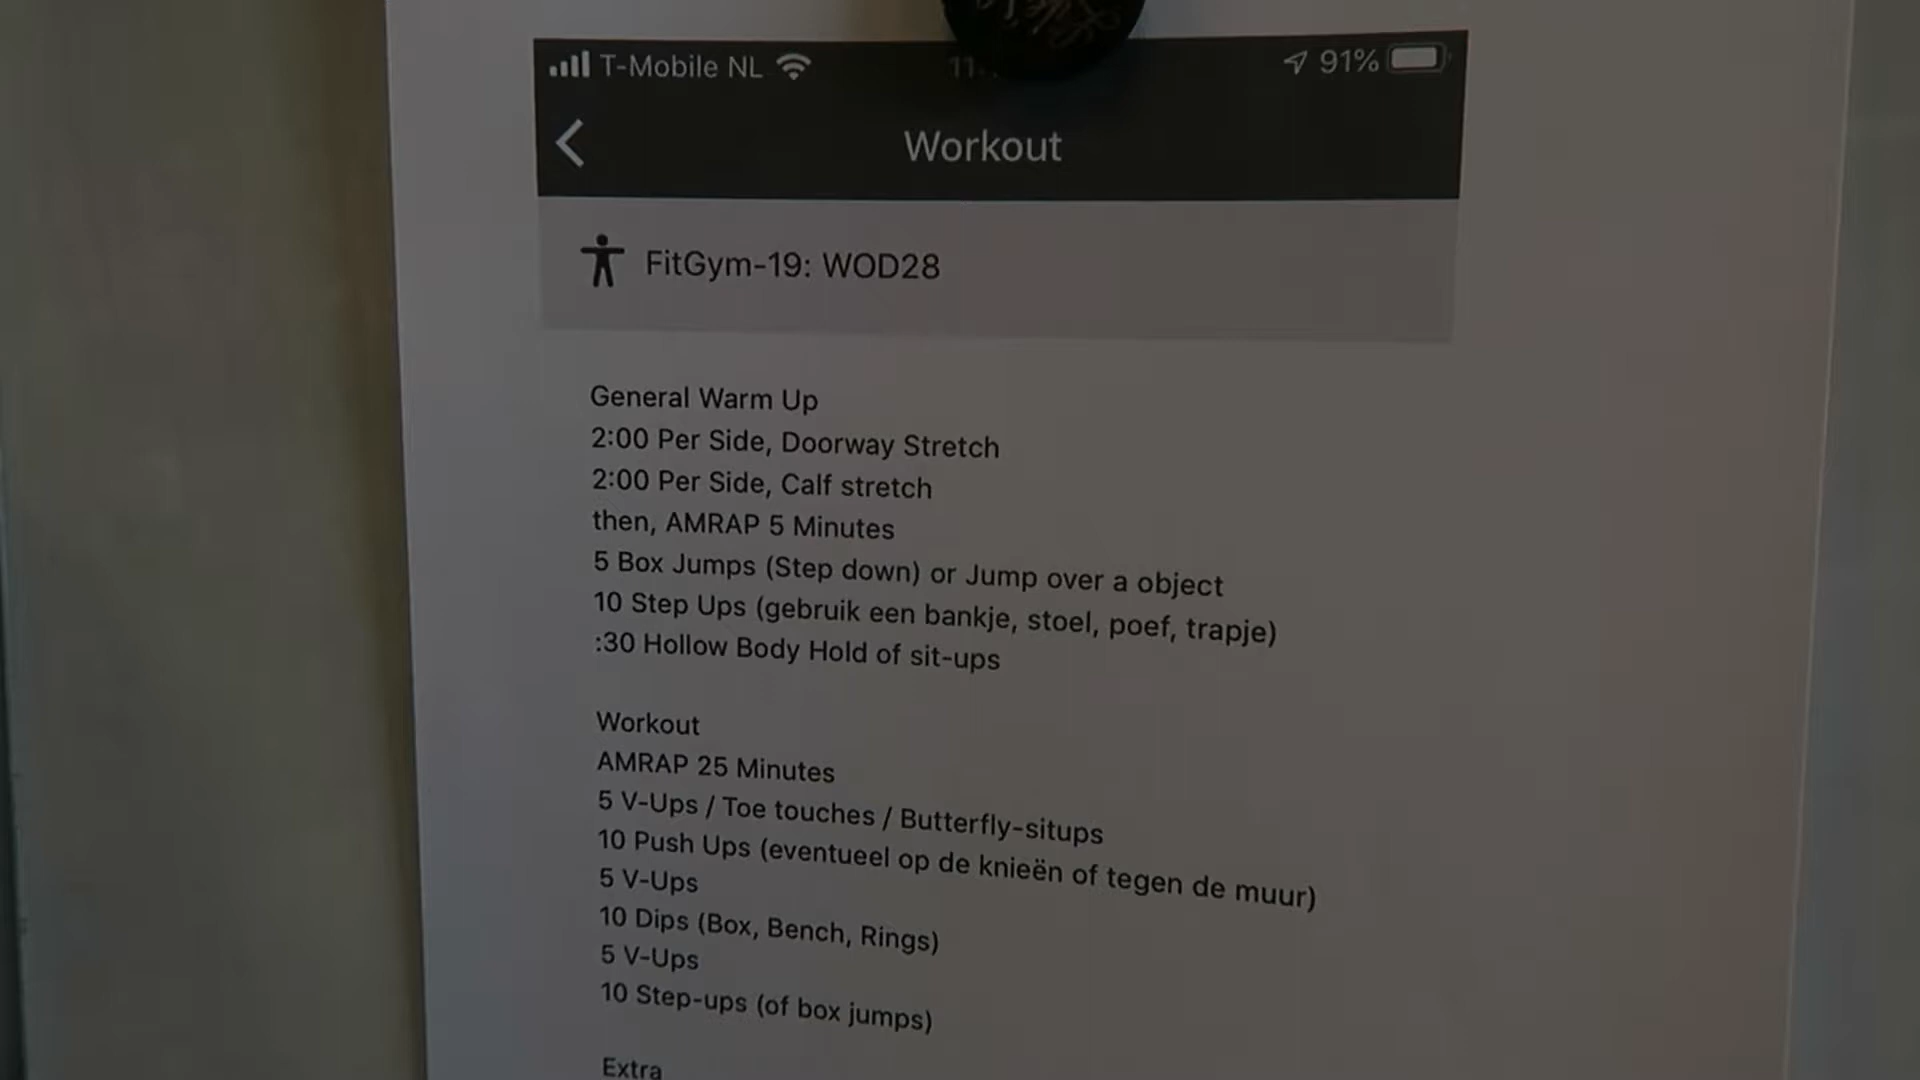 T-Mobile NL 91%
Workout
FitGym-19: WOD28
General Warm Up
2:00 Per Side, Doorway Stretch
2:00 Per Side, Calf stretch
then, AMRAP 5 Minutes
5 Box Jumps (Step down) or Jump over a object
10 Step Ups (gebruik een bankje, stoel, poef, trapje)
:30 Hollow Body Hold of sit-ups
Workout
AMRAP 25 Minutes
5 V-Ups / Toe touches / Butterfly-situps
10 Push Ups (eventueel op de knieën of tegen de muur)
5 V-Ups
10 Dips (Box, Bench, Rings)
5 V-Ups
10 Step-ups (of box jumps)
Extra